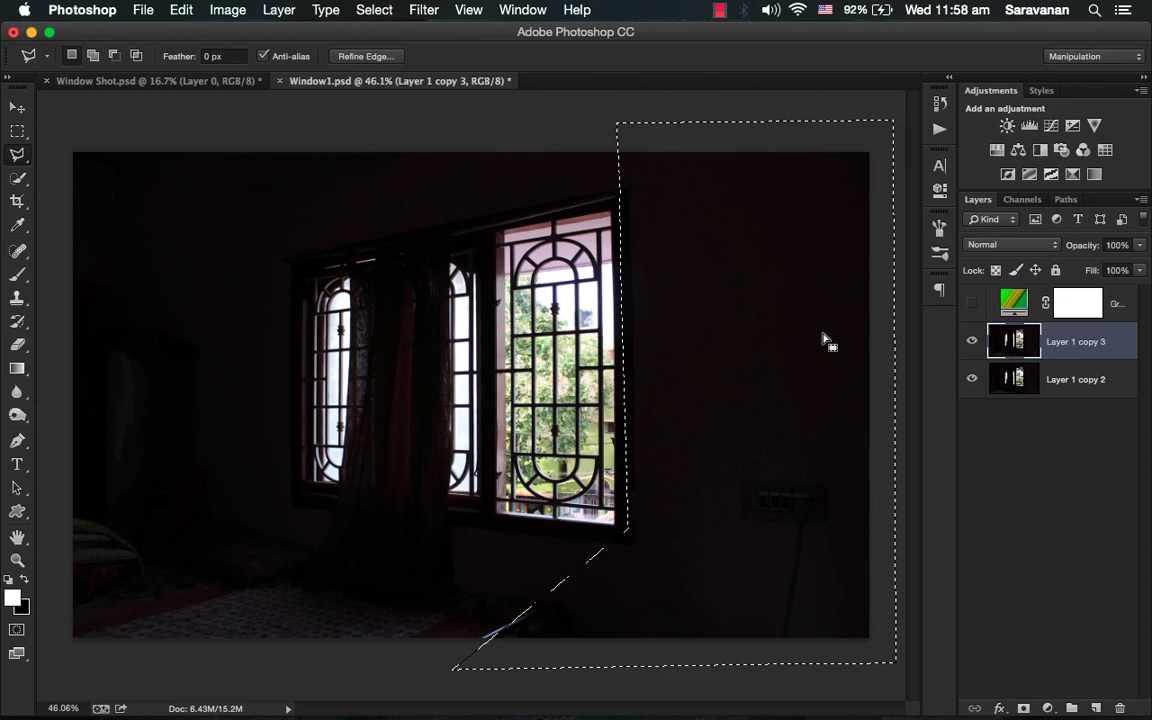 Photoshop File Edit Image Layer Type Select Filter View Window Help 92% Wed 11:58 am Saravanan
Adobe Photoshop CC
Feather: 0 px Anti-alias Refine Edge... Manipulation
Window Shot.psd @ 16.7% (Layer 0, RGB/8) * Window1.psd @ 46.1% (Layer 1 copy 3, RGB/8) *
Adjustments Styles
Add an adjustment
Layers Channels Paths
Kind
Normal Opacity: 100%
Lock: Fill: 100%
Gr...
Layer 1 copy 3
Layer 1 copy 2
46.06% Doc: 6.43M/15.2M